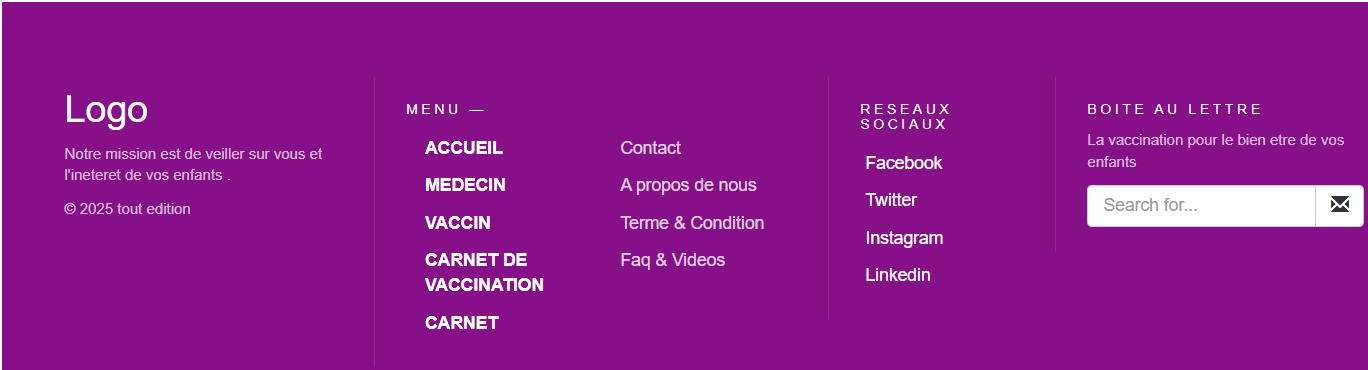 Logo
Notre mission est de veiller sur vous et
l'ineteret de vos enfants .
© 2025 tout edition
MENU —
ACCUEIL
MEDECIN
VACCIN
CARNET DE
VACCINATION
CARNET
Contact
A propos de nous
Terme & Condition
Faq & Videos
RESEAUX
SOCIAUX
Facebook
Twitter
Instagram
Linkedin
BOITE AU LETTRE
La vaccination pour le bien etre de vos
enfants
Search for...